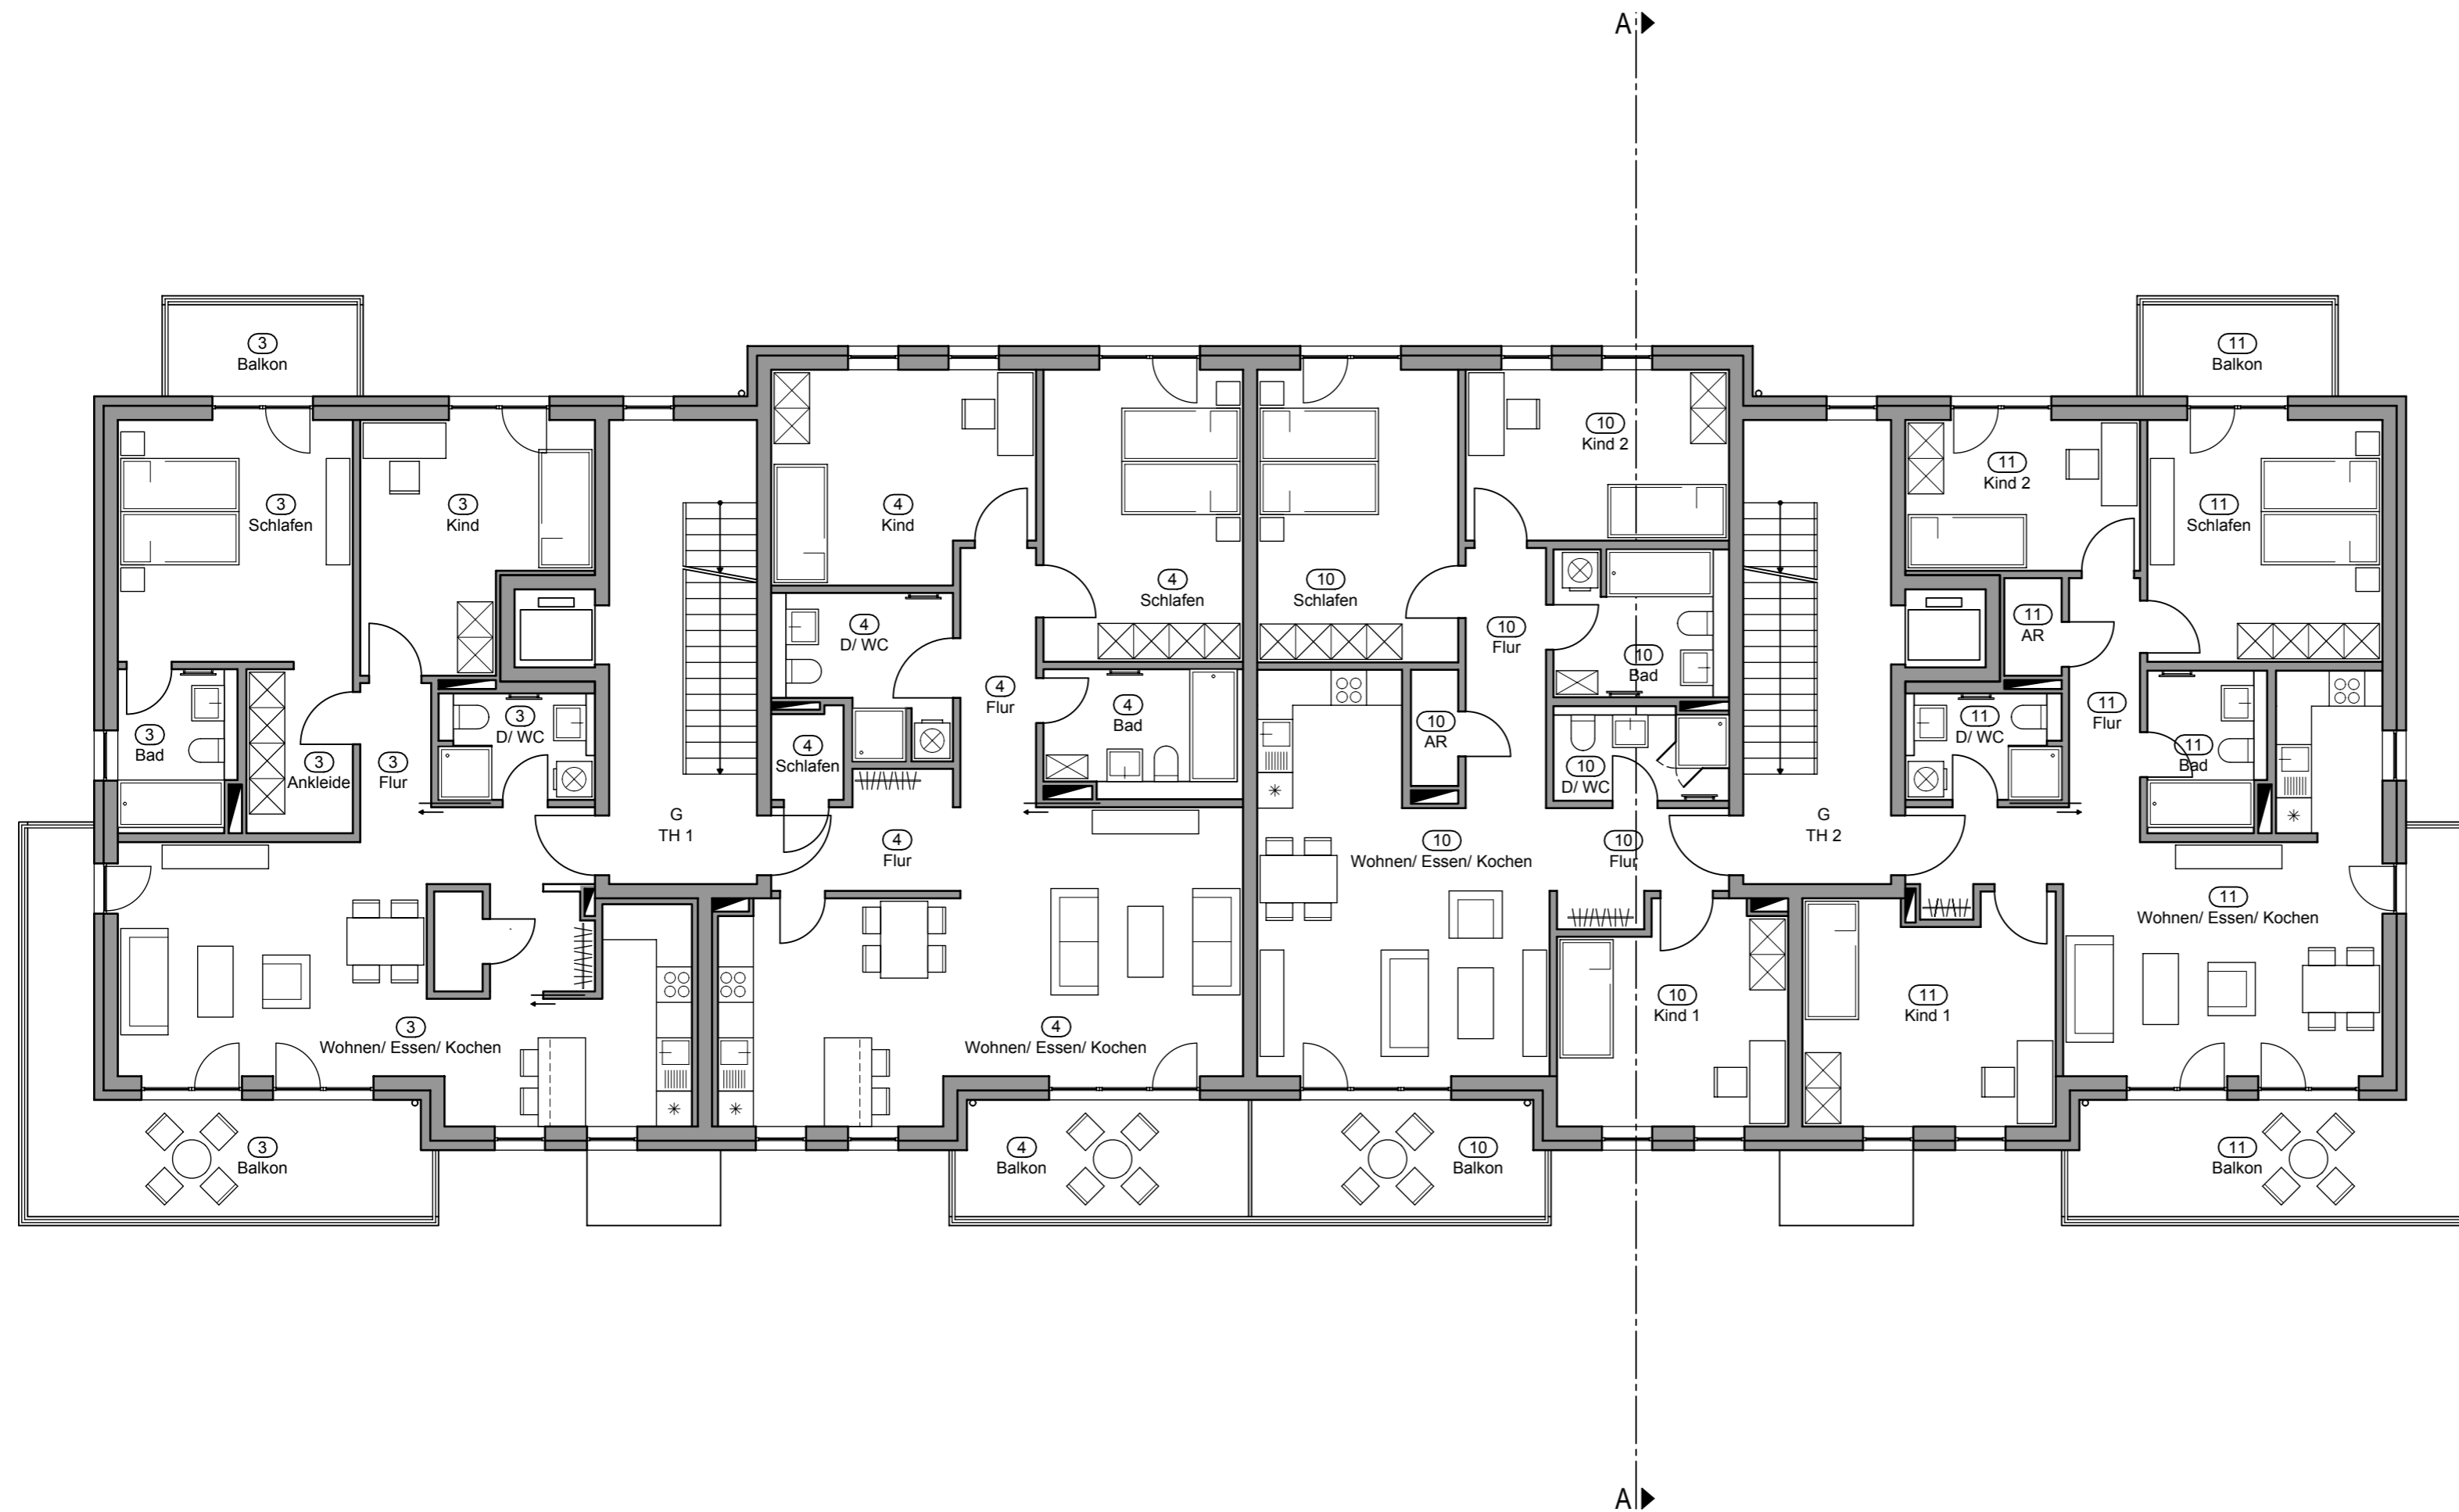 A
3
Balkon
11
Balkon
10
Kind 2
11
Kind 2
3
Schlafen
3
Kind
4
Kind
11
Schlafen
4
Schlafen
10
Schlafen
4
D/ WC
10
Flur
10
Bad
11
AR
4
Flur
4
Bad
10
AR
11
Flur
3
Bad
3
Ankleide
3
Flur
3
D/ WC
4
Schlafen
10
D/ WC
11
D/ WC
11
Bad
G
TH 1
4
Flur
10
Wohnen/ Essen/ Kochen
10
Flur
G
TH 2
11
Wohnen/ Essen/ Kochen
3
Wohnen/ Essen/ Kochen
4
Wohnen/ Essen/ Kochen
10
Kind 1
11
Kind 1
3
Balkon
4
Balkon
10
Balkon
11
Balkon
A